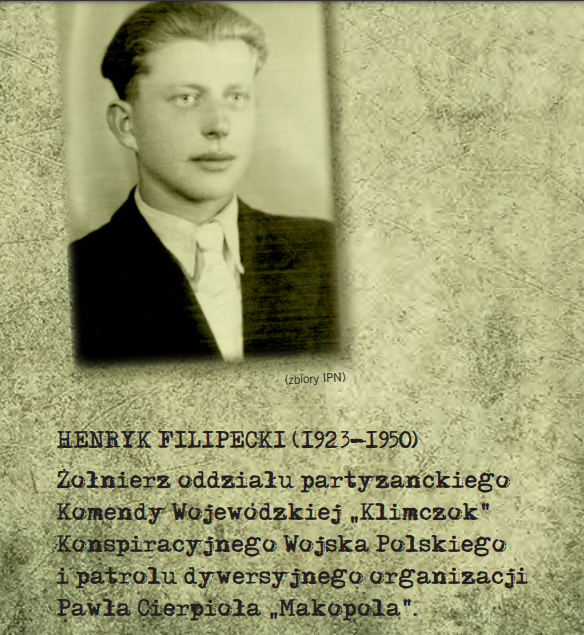 (zbiory IPN)
HENRYK FILIPECKI (1923–1950)
Żołnierz oddziału partyzanckiego
Komendy Wojewódzkiej „Klimczok"
Konspiracyjnego Wojska Polskiego
i patrolu dywersyjnego organizacji
Pawła Cierpioła „Makopola".